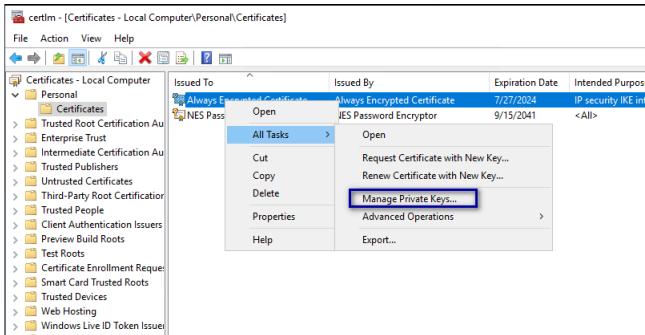 certlm - [Certificates - Local Computer\Personal\Certificates]
File Action View Help
Certificates - Local Computer
Personal
Certificates
Trusted Root Certification Au
Enterprise Trust
Intermediate Certification Au
Trusted Publishers
Untrusted Certificates
Third-Party Root Certification
Trusted People
Client Authentication Issuers
Preview Build Roots
Test Roots
Certificate Enrollment Reques
Smart Card Trusted Roots
Trusted Devices
Web Hosting
Windows Live ID Token Issuer
Issued To Issued By Expiration Date Intended Purpos
Always Encrypted Certificate Always Encrypted Certificate 7/27/2024 IP security IKE int
NES Pass NES Password Encryptor 9/15/2041 <All>
Open
All Tasks >
Cut
Copy
Delete
Properties
Help
Open
Request Certificate with New Key...
Renew Certificate with New Key...
Manage Private Keys...
Advanced Operations >
Export...